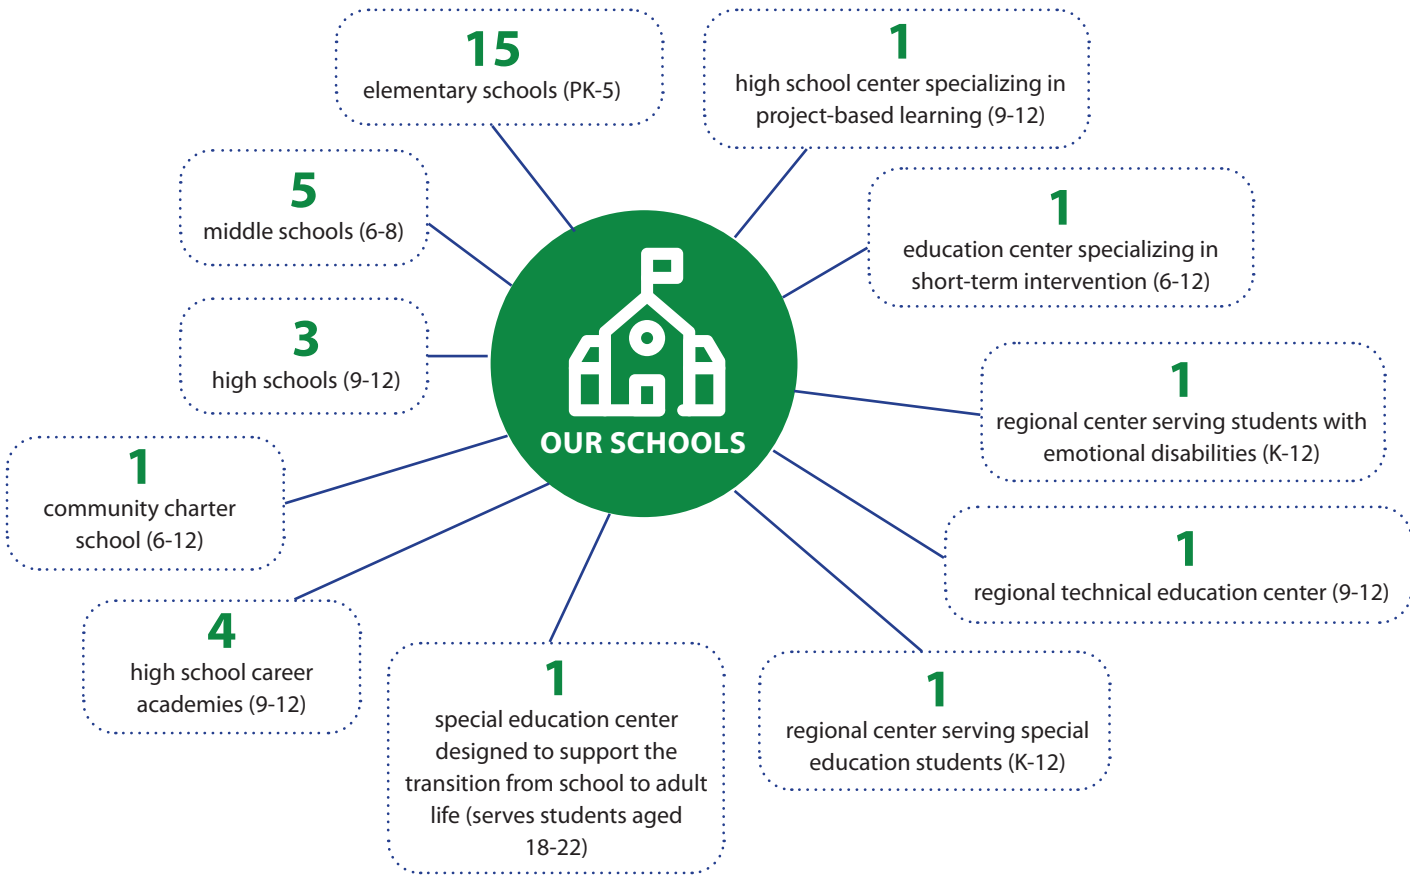 15
elementary schools (PK-5)
1
high school center specializing in
project-based learning (9-12)
5
middle schools (6-8)
1
education center specializing in
short-term intervention (6-12)
3
high schools (9-12)
OUR SCHOOLS
1
regional center serving students with
emotional disabilities (K-12)
1
community charter
school (6-12)
1
regional technical education center (9-12)
4
high school career
academies (9-12)
1
special education center
designed to support the
transition from school to adult
life (serves students aged
18-22)
1
regional center serving special
education students (K-12)